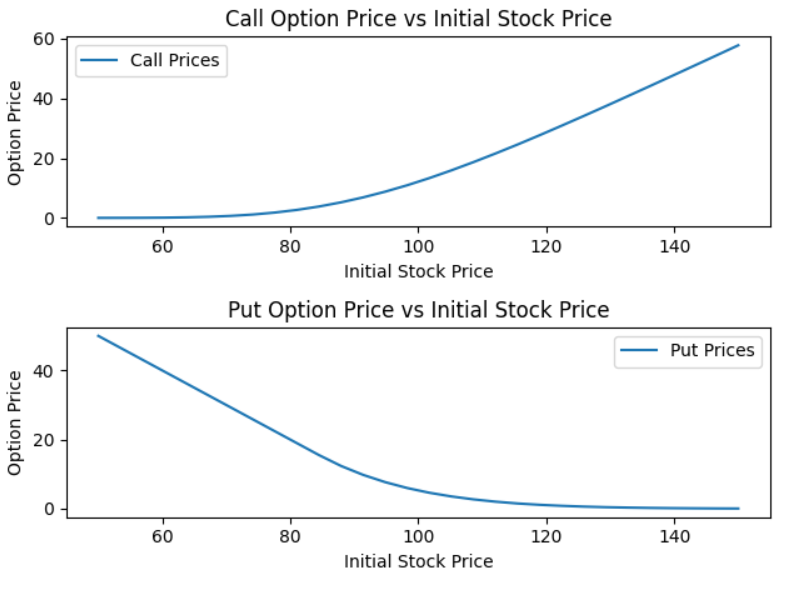 Call Option Price vs Initial Stock Price
60
40
20
0
Option Price
Call Prices
60
80
100
120
140
Initial Stock Price
Put Option Price vs Initial Stock Price
40
20
0
Option Price
Put Prices
60
80
100
120
140
Initial Stock Price